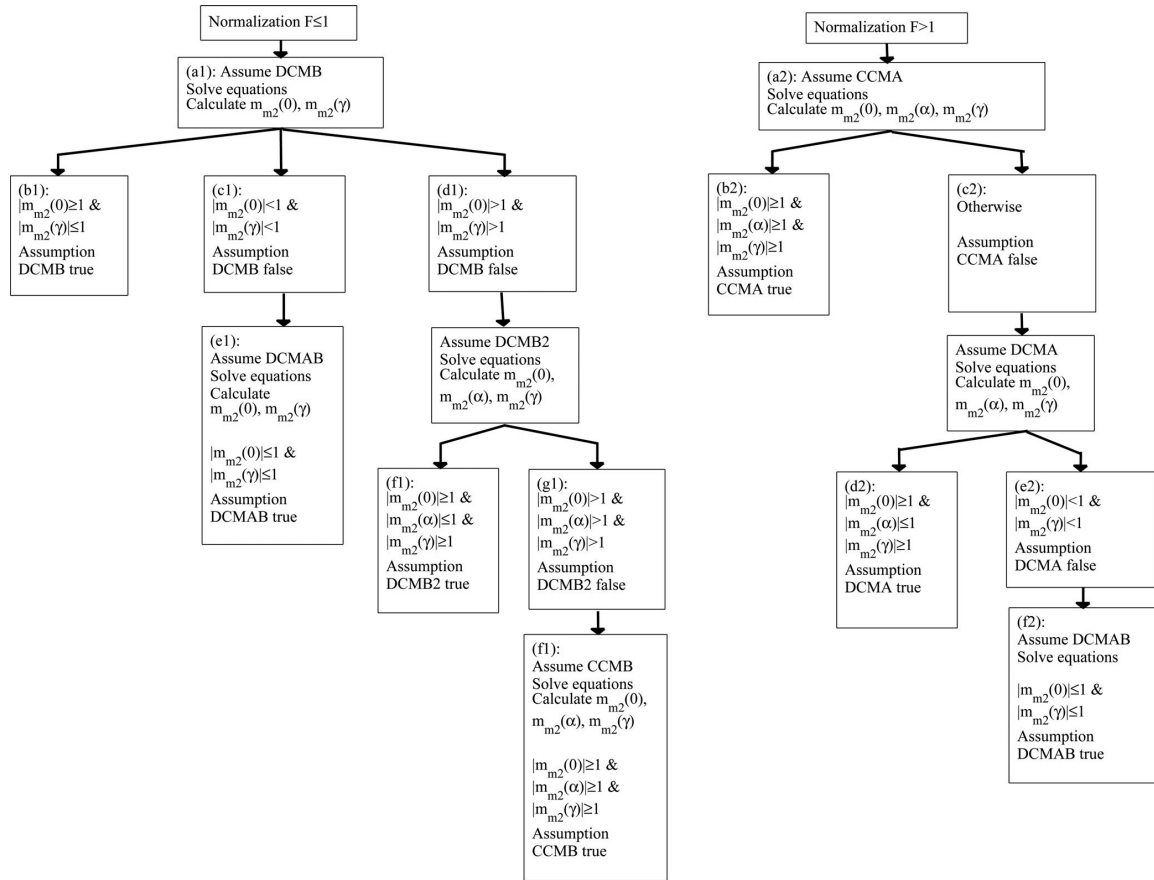 Normalization F≤1
(a1): Assume DCMB
Solve equations
Calculate m_m2(0), m_m2(γ)
(b1):
|m_m2(0)≥1 &
|m_m2(γ)|≤1
Assumption
DCMB true
(c1):
|m_m2(0)|<1 &
|m_m2(γ)|<1
Assumption
DCMB false
(d1):
|m_m2(0)|>1 &
|m_m2(γ)|>1
Assumption
DCMB false
(e1):
Assume DCMAB
Solve equations
Calculate
m_m2(0), m_m2(γ)
|m_m2(0)|≤1 &
|m_m2(γ)|≤1
Assumption
DCMAB true
Assume DCMB2
Solve equations
Calculate m_m2(0),
m_m2(α), m_m2(γ)
(f1):
|m_m2(0)|≥1 &
|m_m2(α)|≤1 &
|m_m2(γ)|≥1
Assumption
DCMB2 true
(g1):
|m_m2(0)|>1 &
|m_m2(α)|>1 &
|m_m2(γ)|>1
Assumption
DCMB2 false
(f1):
Assume CCMB
Solve equations
Calculate m_m2(0),
m_m2(α), m_m2(γ)
|m_m2(0)|≥1 &
|m_m2(α)|≥1 &
|m_m2(γ)|≥1
Assumption
CCMB true
Normalization F>1
(a2): Assume CCMA
Solve equations
Calculate m_m2(0), m_m2(α), m_m2(γ)
(b2):
|m_m2(0)|≥1 &
|m_m2(α)|≥1 &
|m_m2(γ)|≥1
Assumption
CCMA true
(c2):
Otherwise
Assumption
CCMA false
Assume DCMA
Solve equations
Calculate m_m2(0),
m_m2(α), m_m2(γ)
(d2):
|m_m2(0)|≥1 &
|m_m2(α)|≤1
|m_m2(γ)|≥1
Assumption
DCMA true
(e2):
|m_m2(0)|<1 &
|m_m2(γ)|<1
Assumption
DCMA false
(f2):
Assume DCMAB
Solve equations
|m_m2(0)|≤1 &
|m_m2(γ)|≤1
Assumption
DCMAB true